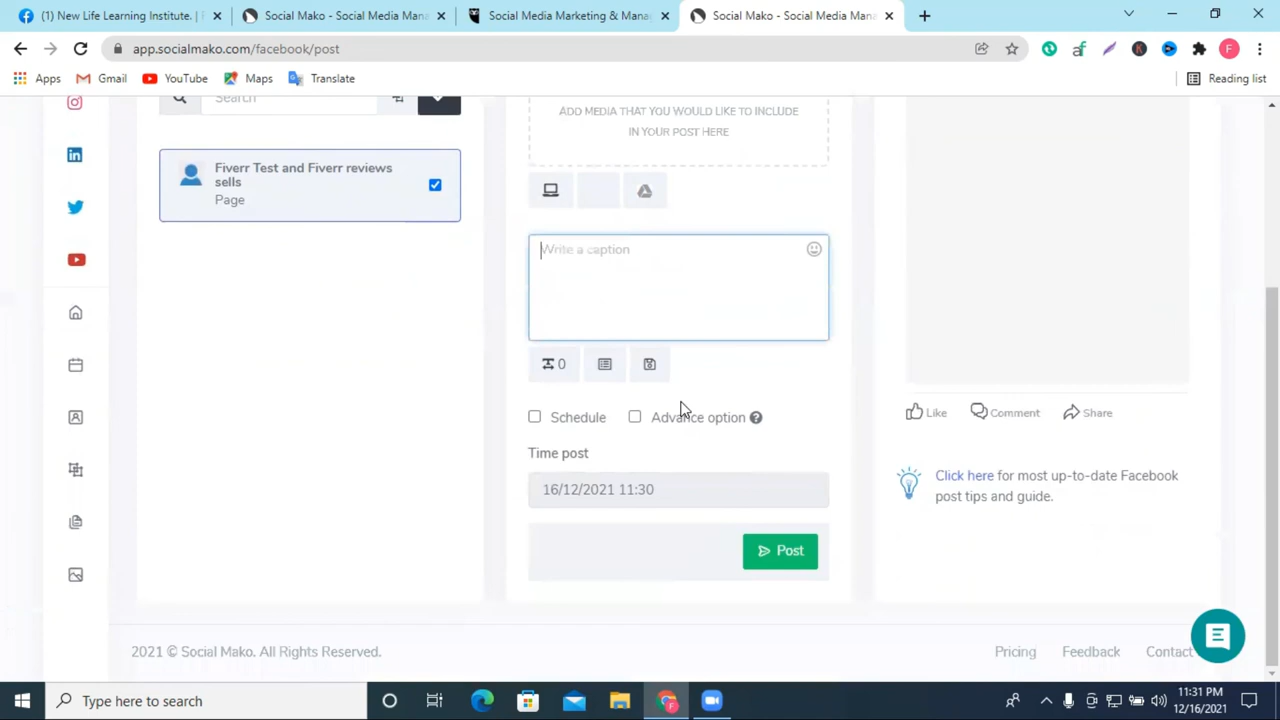 (1) New Life Learning Institute. |
Social Mako - Social Media Mana
Social Media Marketing & Manag
Social Mako - Social Media Mana
app.socialmako.com/facebook/post
F
Apps
Gmail
YouTube
Maps
Translate
Reading list
Search
ADD MEDIA THAT YOU WOULD LIKE TO INCLUDE
IN YOUR POST HERE
Fiverr Test and Fiverr reviews
sells
Page
Write a caption
0
Schedule
Advance option
Like
Comment
Share
Time post
16/12/2021 11:30
Click here for most up-to-date Facebook
post tips and guide.
Post
2021 © Social Mako. All Rights Reserved.
Pricing
Feedback
Contact
Type here to search
11:31 PM
12/16/2021